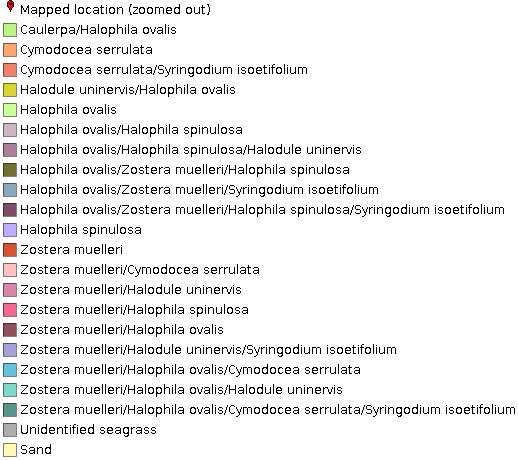 Mapped location (zoomed out)
Caulerpa/Halophila ovalis
Cymodocea serrulata
Cymodocea serrulata/Syringodium isoetifolium
Halodule uninervis/Halophila ovalis
Halophila ovalis
Halophila ovalis/Halophila spinulosa
Halophila ovalis/Halophila spinulosa/Halodule uninervis
Halophila ovalis/Zostera muelleri/Halophila spinulosa
Halophila ovalis/Zostera muelleri/Syringodium isoetifolium
Halophila ovalis/Zostera muelleri/Halophila spinulosa/Syringodium isoetifolium
Halophila spinulosa
Zostera muelleri
Zostera muelleri/Cymodocea serrulata
Zostera muelleri/Halodule uninervis
Zostera muelleri/Halophila spinulosa
Zostera muelleri/Halophila ovalis
Zostera muelleri/Halodule uninervis/Syringodium isoetifolium
Zostera muelleri/Halophila ovalis/Cymodocea serrulata
Zostera muelleri/Halophila ovalis/Halodule uninervis
Zostera muelleri/Halophila ovalis/Cymodocea serrulata/Syringodium isoetifolium
Unidentified seagrass
Sand